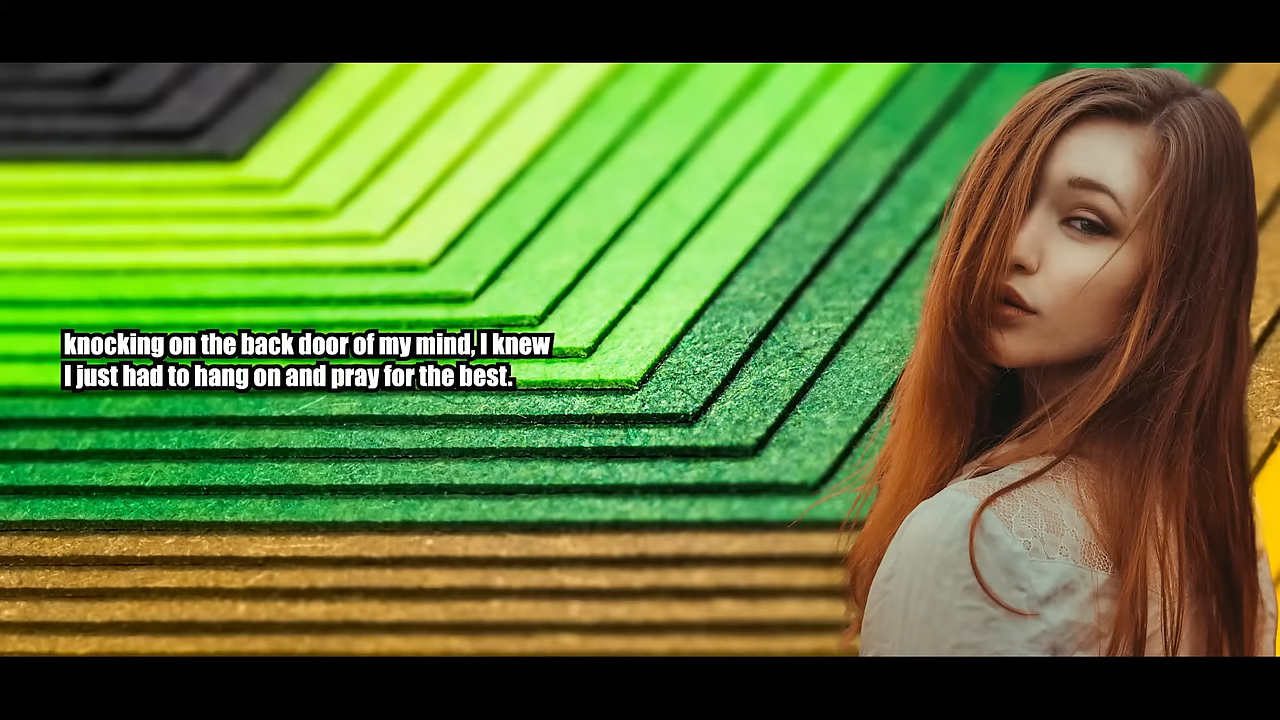 knocking on the back door of my mind, I knew
I just had to hang on and pray for the best.